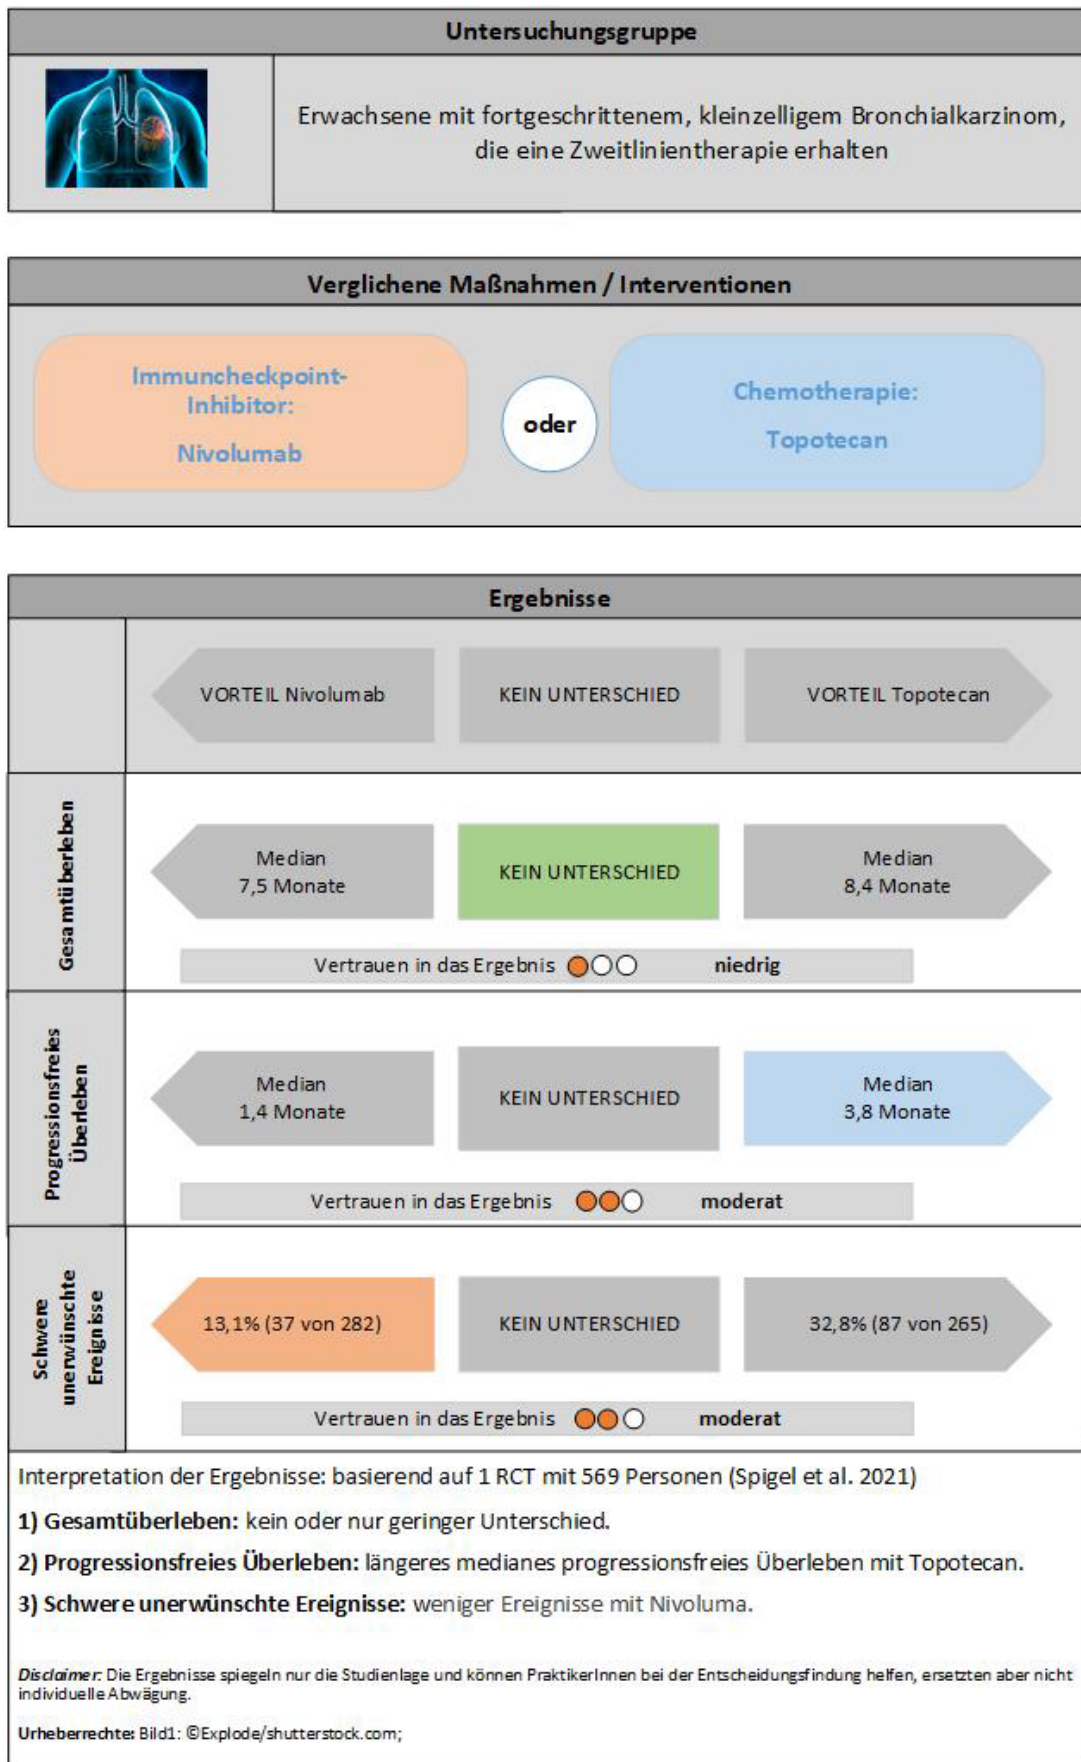 Untersuchungsgruppe
Erwachsene mit fortgeschrittenem, kleinzelligem Bronchialkarzinom,
die eine Zweitlinientherapie erhalten
Verglichene Maßnahmen / Interventionen
Immuncheckpoint-
Inhibitor:
Nivolumab
oder
Chemotherapie:
Topotecan
Ergebnisse
VORTEIL Nivolumab
KEIN UNTERSCHIED
VORTEIL Topotecan
Gesamtüberleben
Median
7,5 Monate
KEIN UNTERSCHIED
Median
8,4 Monate
Vertrauen in das Ergebnis niedrig
Progressionsfreies
Überleben
Median
1,4 Monate
KEIN UNTERSCHIED
Median
3,8 Monate
Vertrauen in das Ergebnis moderat
Schwere
unerwünschte
Ereignisse
13,1% (37 von 282)
KEIN UNTERSCHIED
32,8% (87 von 265)
Vertrauen in das Ergebnis moderat
Interpretation der Ergebnisse: basierend auf 1 RCT mit 569 Personen (Spigel et al. 2021)
1) Gesamtüberleben: kein oder nur geringer Unterschied.
2) Progressionsfreies Überleben: längeres medianes progressionsfreies Überleben mit Topotecan.
3) Schwere unerwünschte Ereignisse: weniger Ereignisse mit Nivoluma.
Disclaimer: Die Ergebnisse spiegeln nur die Studienlage und können PraktikerInnen bei der Entscheidungsfindung helfen, ersetzten aber nicht
individuelle Abwägung.
Urheberrechte: Bild1: ©Explode/shutterstock.com;